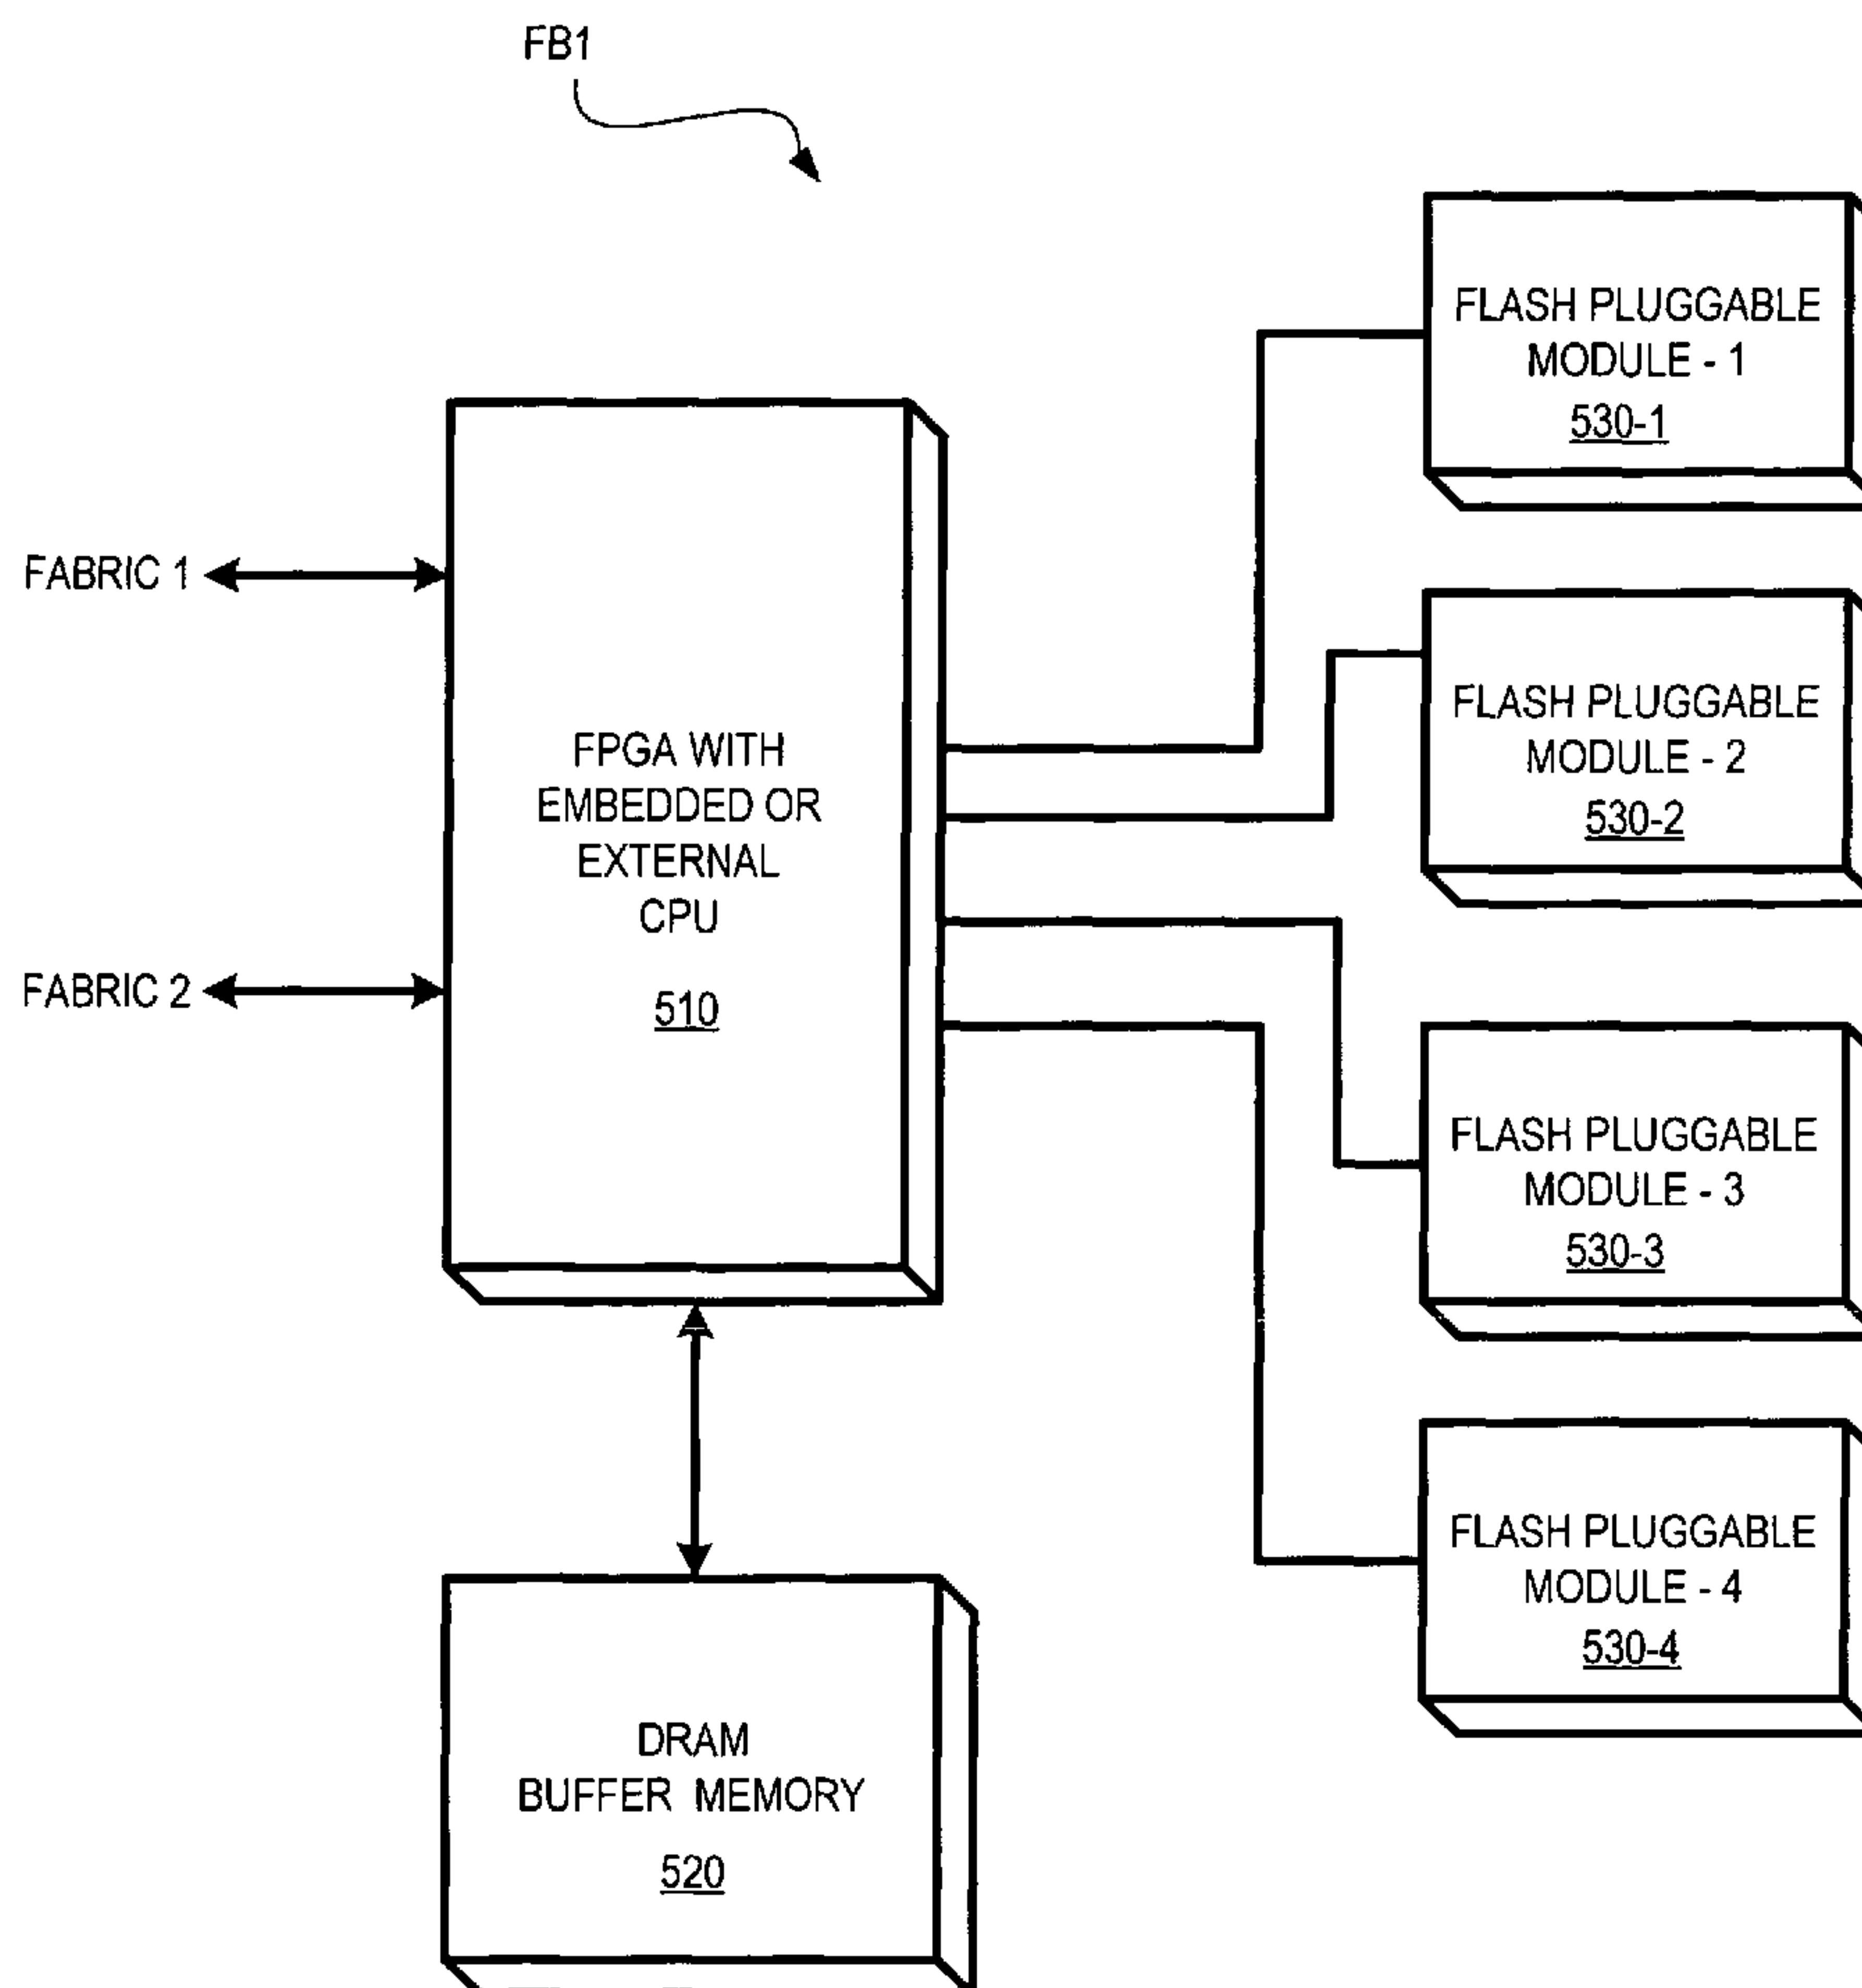 FB1
FLASH PLUGGABLE
MODULE - 1
530-1
FABRIC 1
FLASH PLUGGABLE
MODULE - 2
530-2
FPGA WITH
EMBEDDED OR
EXTERNAL
CPU
510
FABRIC 2
FLASH PLUGGABLE
MODULE - 3
530-3
FLASH PLUGGABLE
MODULE - 4
530-4
DRAM
BUFFER MEMORY
520